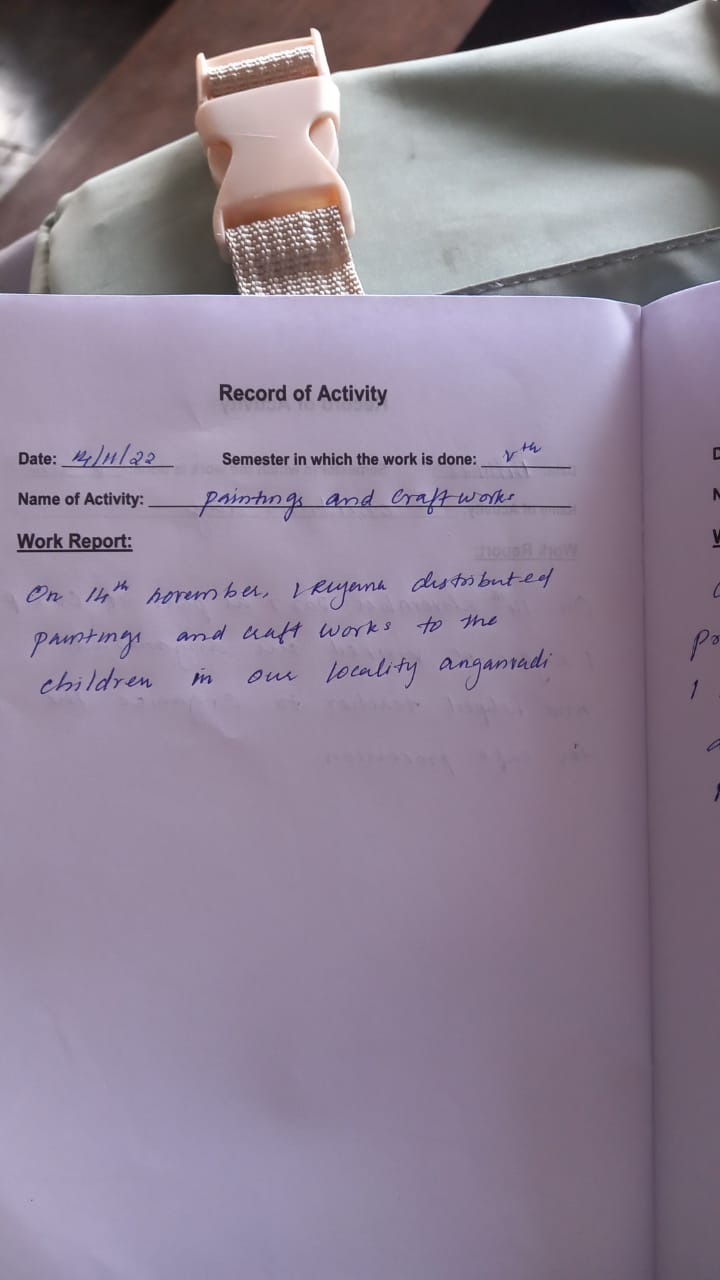 Record of Activity
Date: 14/11/22 Semester in which the work is done: Vth
Name of Activity: Paintings and Craft works
Work Report:
On 14th november, I distributed
paintings and craft works to the
children in our locality anganvadi